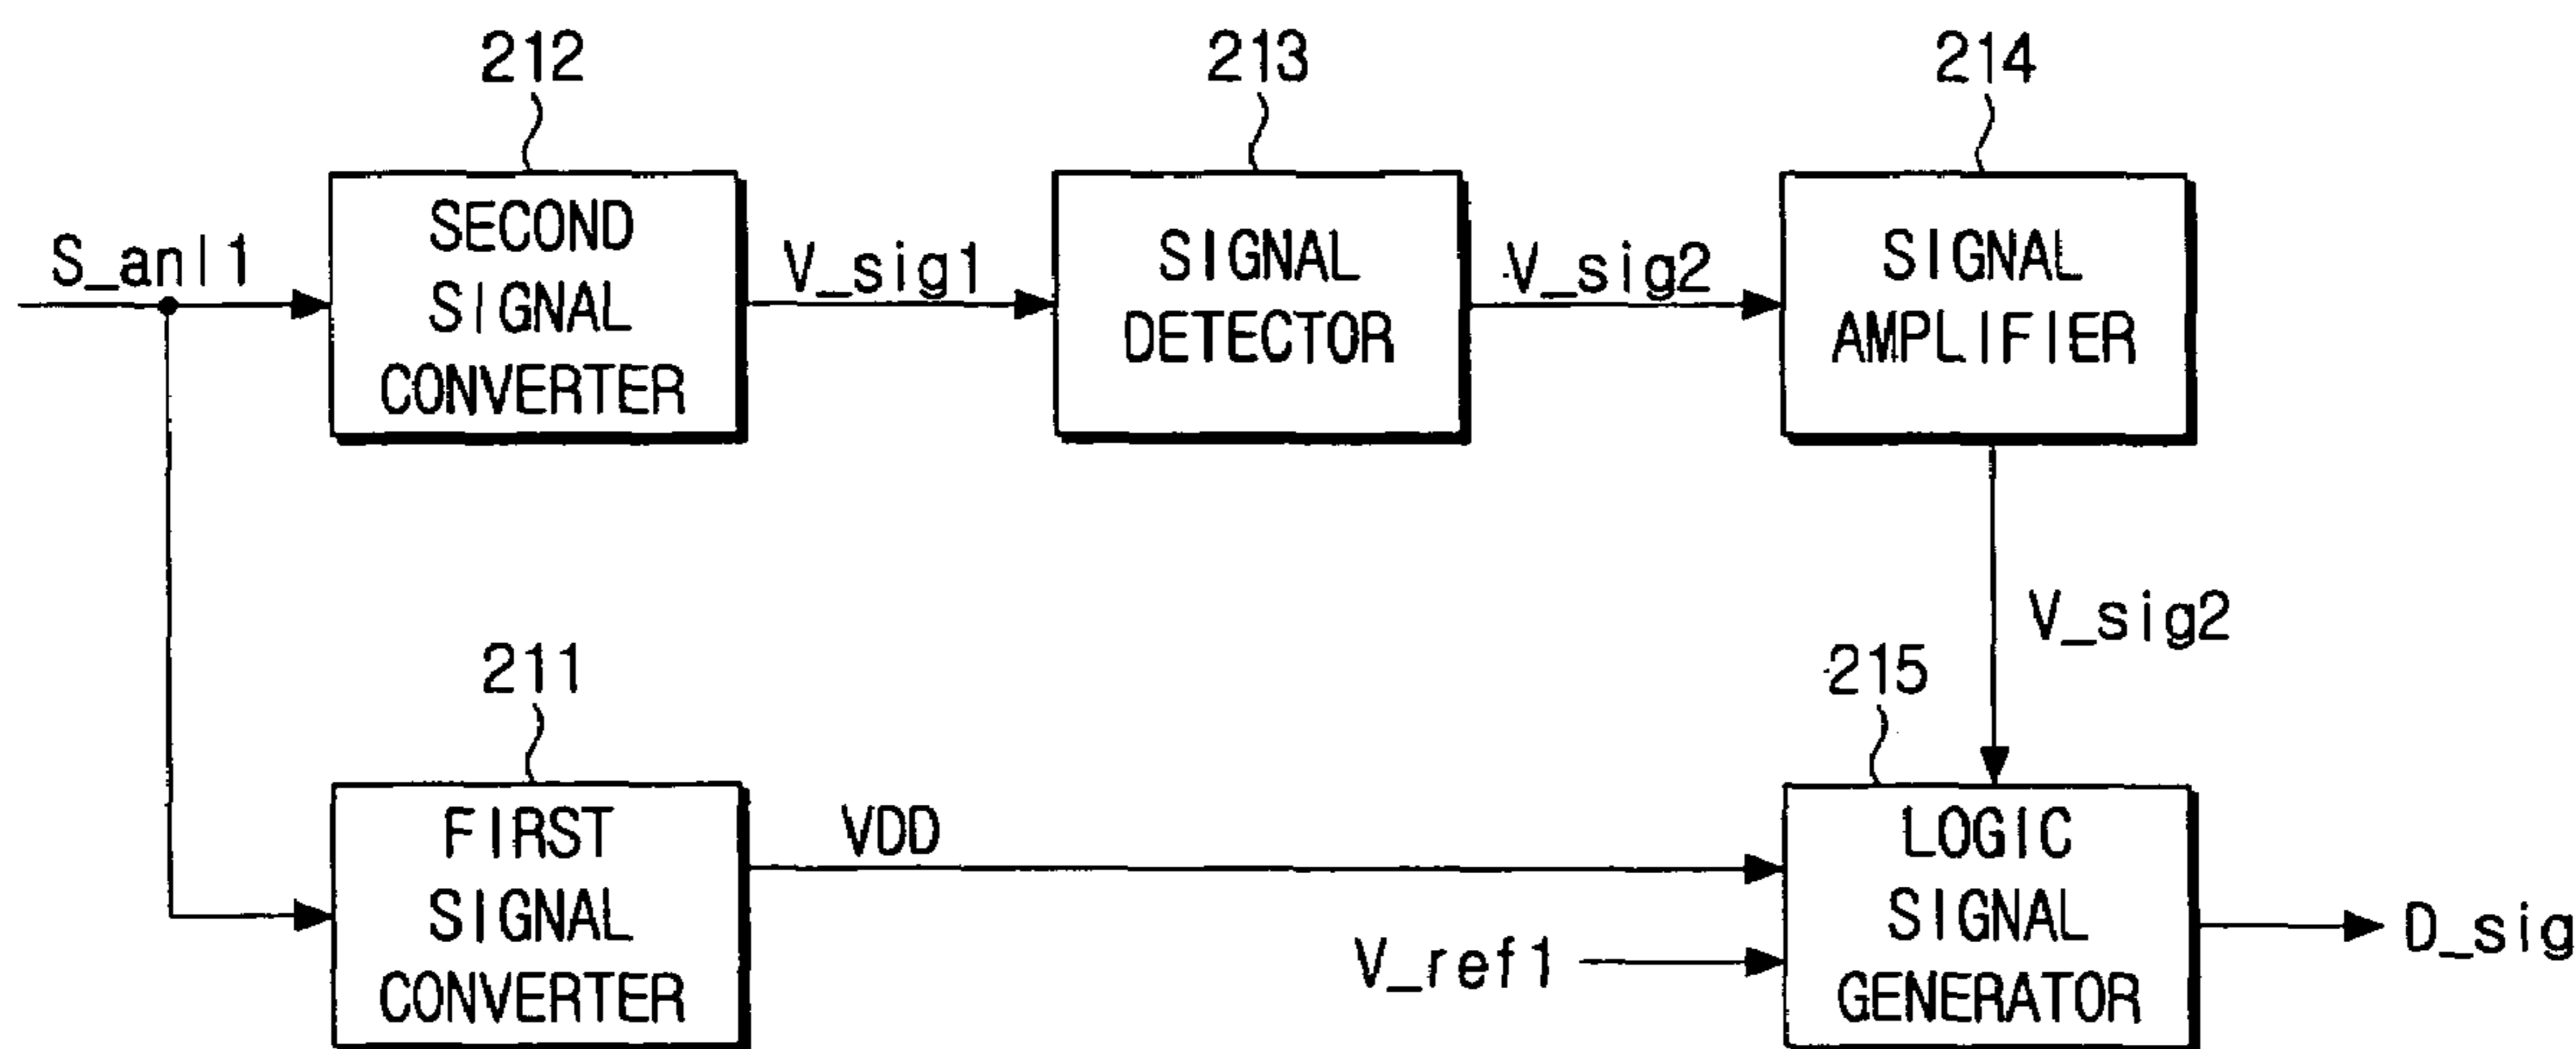 212
213
214
S_anl1
SECOND
SIGNAL
CONVERTER
V_sig1
SIGNAL
DETECTOR
V_sig2
SIGNAL
AMPLIFIER
V_sig2
211
215
FIRST
SIGNAL
CONVERTER
VDD
V_ref1
LOGIC
SIGNAL
GENERATOR
D_sig